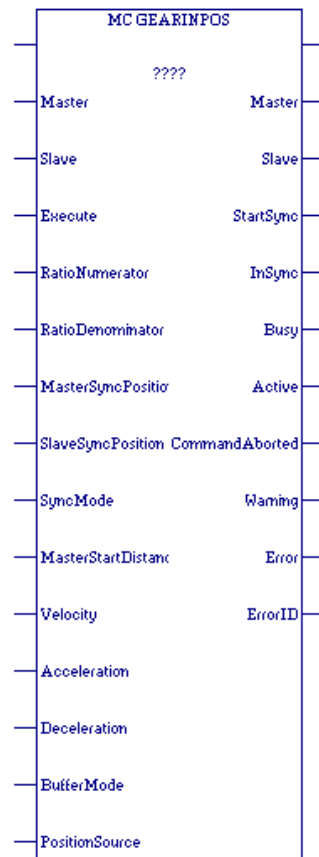 MC GEARINPOS
????
Master Master
Slave Slave
Execute StartSync
RatioNumerator InSync
RatioDenominator Busy
MasterSyncPositio Active
SlaveSyncPosition CommandAborted
SyncMode Warning
MasterStartDistanc Error
Velocity ErrorID
Acceleration
Deceleration
BufferMode
PositionSource